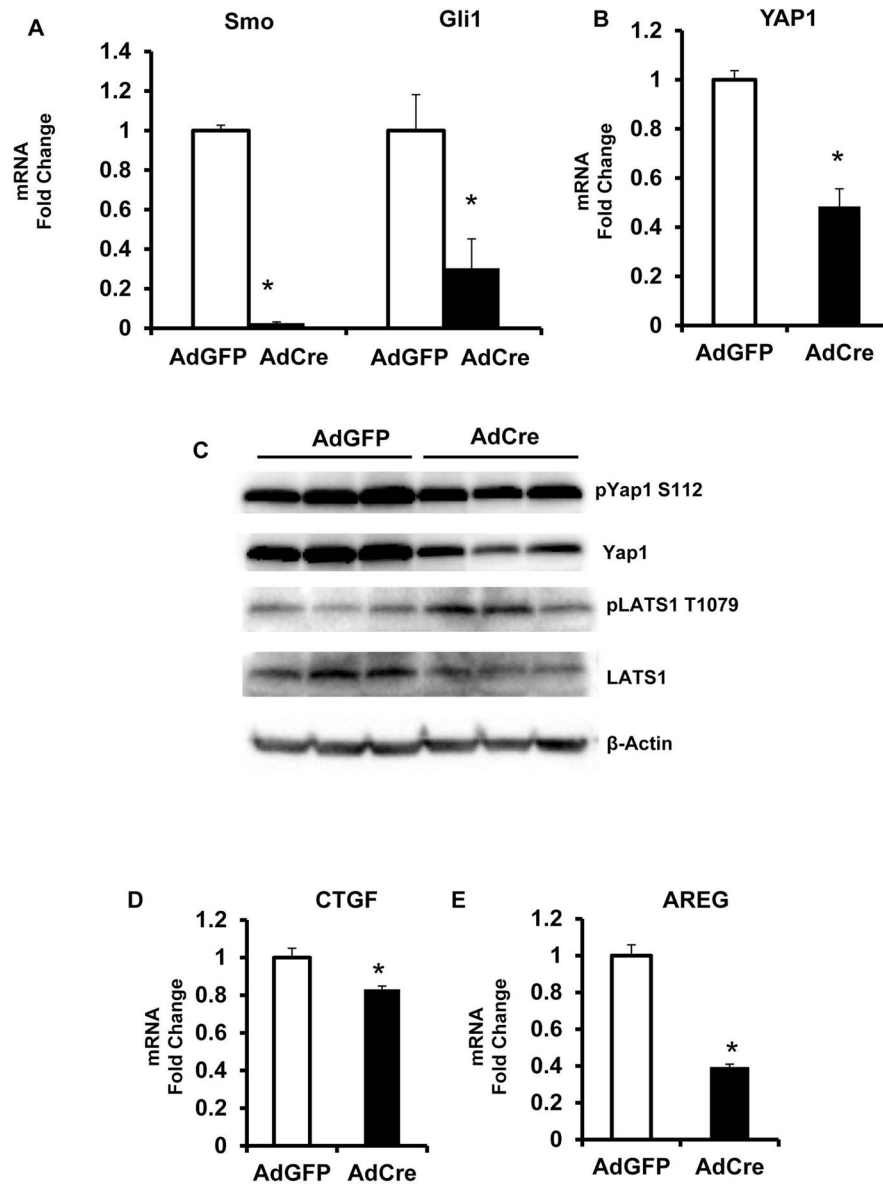 A
Smo
Gli1
mRNA
Fold Change
1.4
1.2
1
0.8
0.6
0.4
0.2
0
*
*
AdGFP AdCre
AdGFP AdCre
B
YAP1
mRNA
Fold Change
1.2
1
0.8
0.6
0.4
0.2
0
*
AdGFP AdCre
C
AdGFP AdCre
pYap1 S112
Yap1
pLATS1 T1079
LATS1
β-Actin
D
CTGF
mRNA
Fold Change
1.2
1
0.8
0.6
0.4
0.2
0
*
AdGFP AdCre
E
AREG
mRNA
Fold Change
1.2
1
0.8
0.6
0.4
0.2
0
*
AdGFP AdCre